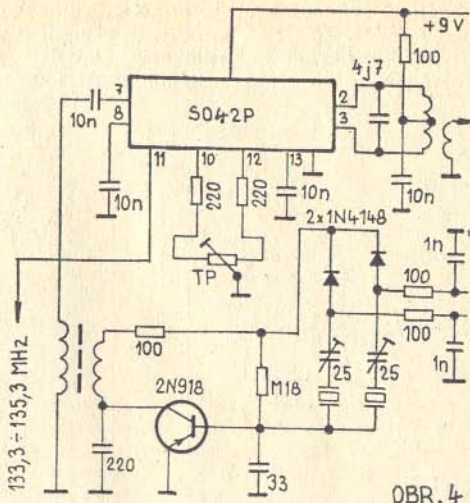 +9V
100
4j7
7
10n
8
S042P
2
3
11
10
12
13
10n
220
220
10n
10n
2x1N4148
1n
TP
100
100
133,3 ÷ 135,3 MHz
100
M18
25
25
1n
2N918
220
33
OBR. 4